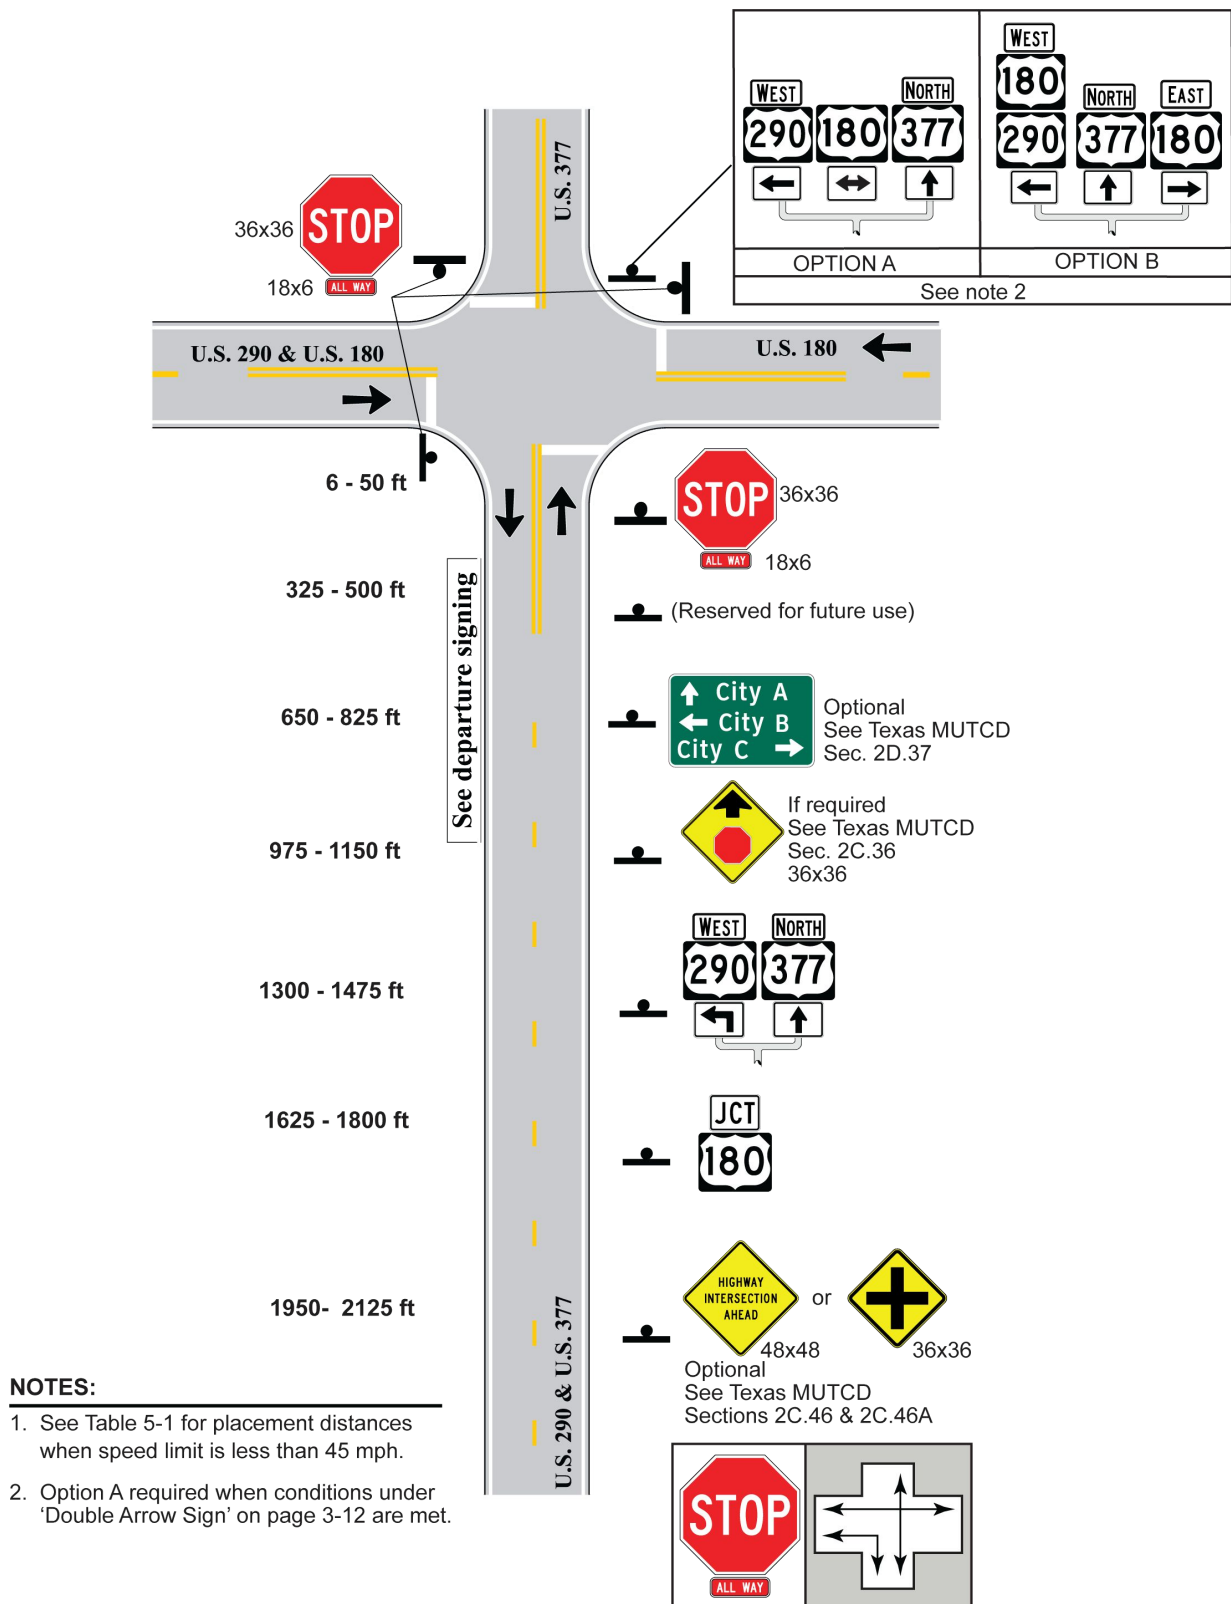 WEST
290
180
NORTH
377
OPTION A
WEST
180
290
NORTH
377
EAST
180
OPTION B
See note 2
U.S. 377
36x36
STOP
18x6
ALL WAY
U.S. 290 & U.S. 180
U.S. 180
6 - 50 ft
STOP
36x36
ALL WAY
18x6
325 - 500 ft
(Reserved for future use)
See departure signing
650 - 825 ft
City A
City B
City C
Optional
See Texas MUTCD
Sec. 2D.37
975 - 1150 ft
If required
See Texas MUTCD
Sec. 2C.36
36x36
1300 - 1475 ft
WEST
290
NORTH
377
1625 - 1800 ft
JCT
180
1950- 2125 ft
HIGHWAY
INTERSECTION
AHEAD
48x48
or
36x36
Optional
See Texas MUTCD
Sections 2C.46 & 2C.46A
U.S. 290 & U.S. 377
NOTES:
1. See Table 5-1 for placement distances
when speed limit is less than 45 mph.
2. Option A required when conditions under
‘Double Arrow Sign’ on page 3-12 are met.
STOP
ALL WAY